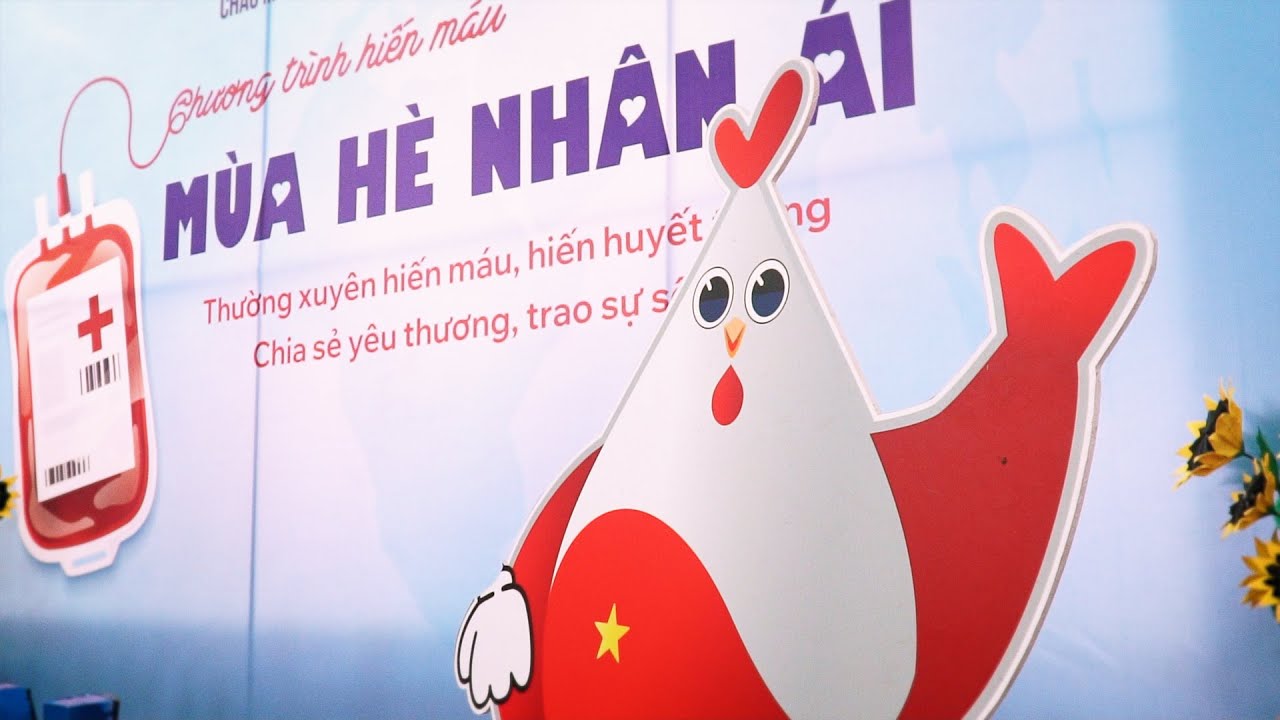 Chương trình hiến máu
MÙA HÈ NHÂN ÁI
Thường xuyên hiến máu, hiến huyết
Chia sẻ yêu thương, trao sự